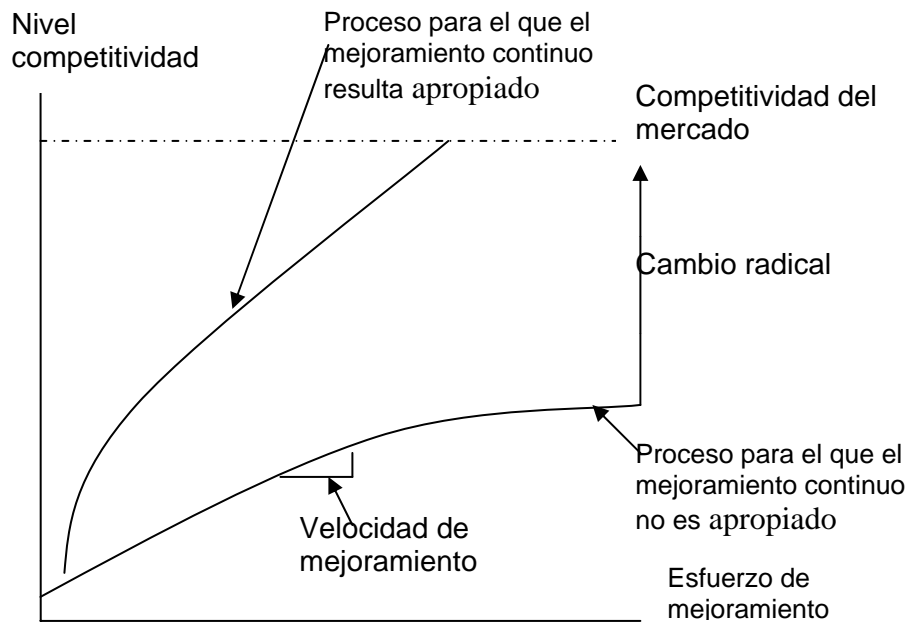 Nivel
competitividad
Proceso para el que el
mejoramiento continuo
resulta apropiado
Competitividad del
mercado
Cambio radical
Proceso para el que el
mejoramiento continuo
no es apropiado
Velocidad de
mejoramiento
Esfuerzo de
mejoramiento